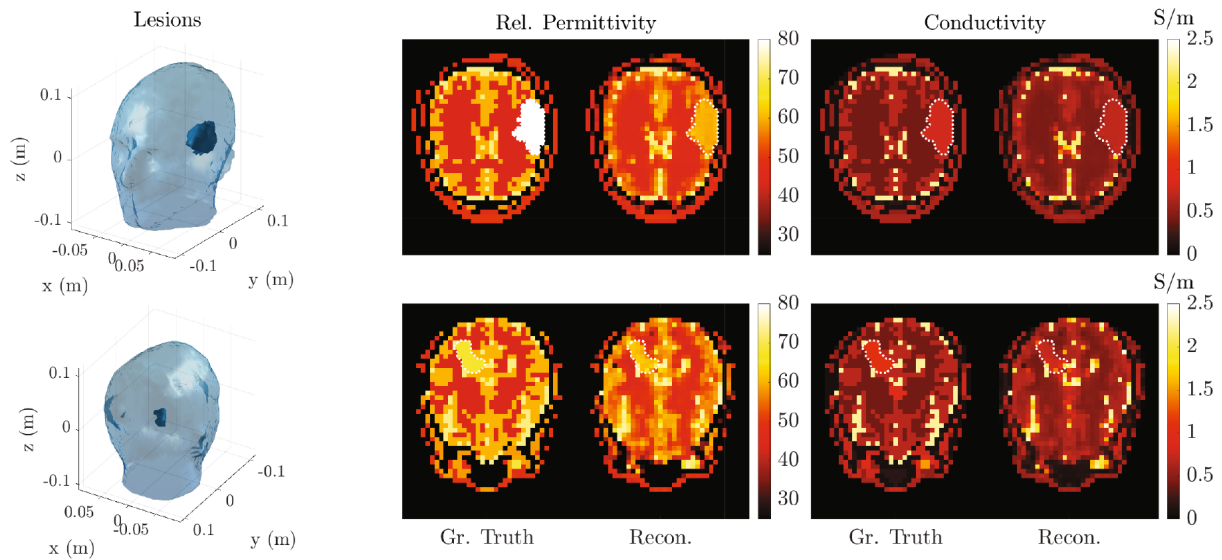 Lesions
Rel. Permittivity
Conductivity
S/m
0.1
0
-0.1
z (m)
-0.05
0
0.05
x (m)
-0.1
0
0.1
y (m)
80
70
60
50
40
30
2.5
2
1.5
1
0.5
0
S/m
0.1
0
-0.1
z (m)
0.05
0
-0.05
x (m)
0.1
0
-0.1
y (m)
80
70
60
50
40
30
2.5
2
1.5
1
0.5
0
Gr. Truth
Recon.
Gr. Truth
Recon.